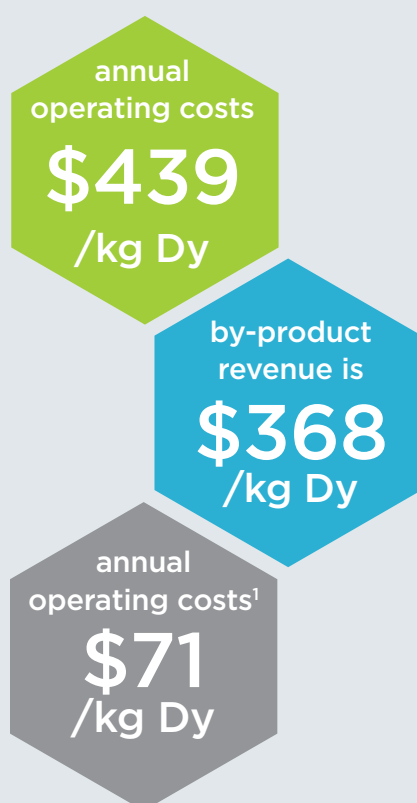 annual
operating costs
$439
/kg Dy
by-product
revenue is
$368
/kg Dy
annual
operating costs¹
$71
/kg Dy